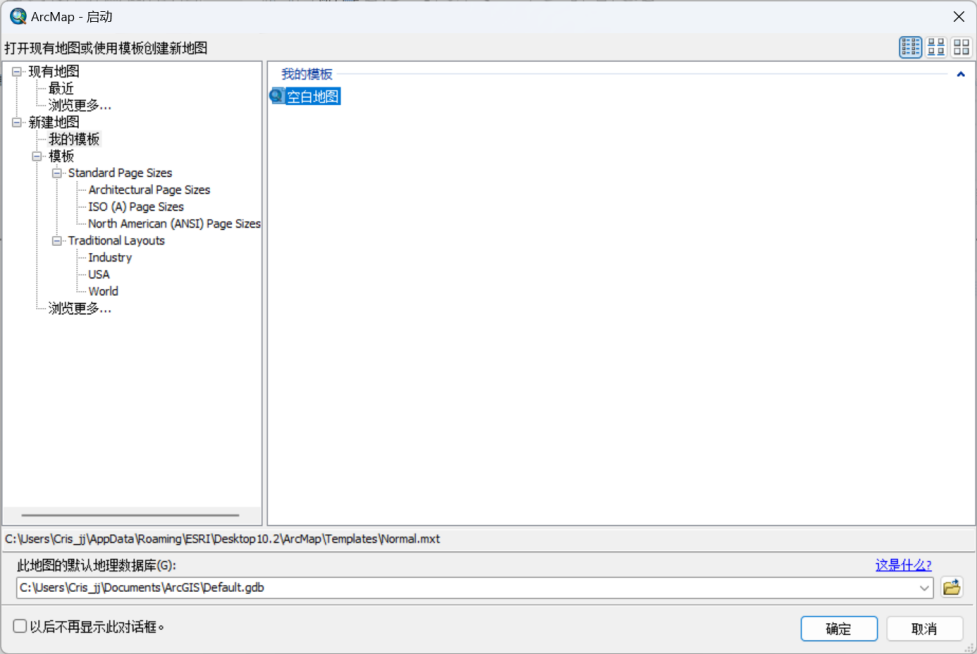 ArcMap - 启动
打开现有地图或使用模板创建新地图
现有地图
最近
浏览更多...
新建地图
我的模板
模板
Standard Page Sizes
Architectural Page Sizes
ISO (A) Page Sizes
North American (ANSI) Page Sizes
Traditional Layouts
Industry
USA
World
浏览更多...
我的模板
空白地图
C:\Users\Cris_jj\AppData\Roaming\ESRI\Desktop10.2\ArcMap\Templates\Normal.mxt
此地图的默认地理数据库(G):
这是什么?
C:\Users\Cris_jj\Documents\ArcGIS\Default.gdb
以后不再显示此对话框。
确定
取消